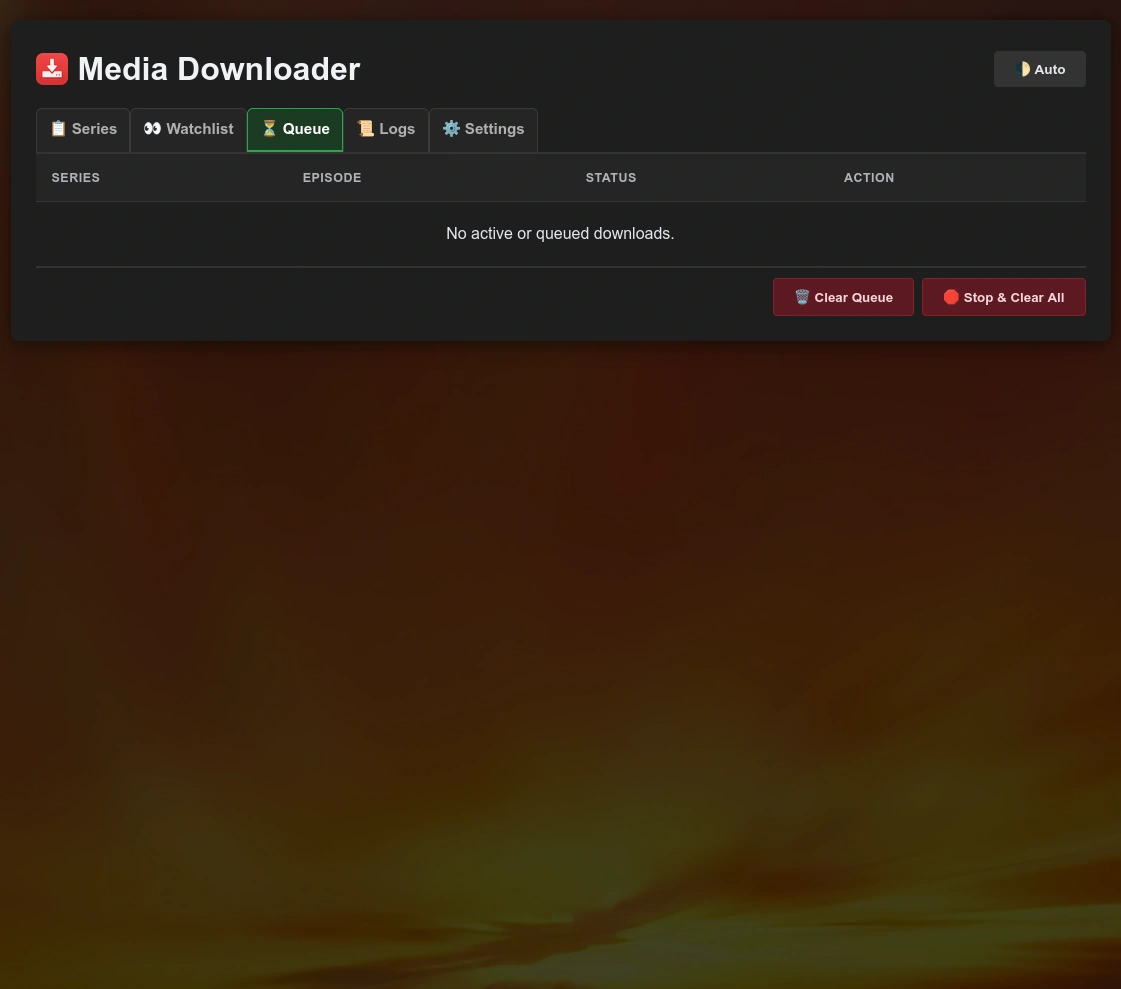 Media Downloader
🌓 Auto
📋 Series 👀 Watchlist ⏳ Queue 📜 Logs ⚙️ Settings
SERIES EPISODE STATUS ACTION
No active or queued downloads.
🗑️ Clear Queue 🛑 Stop & Clear All